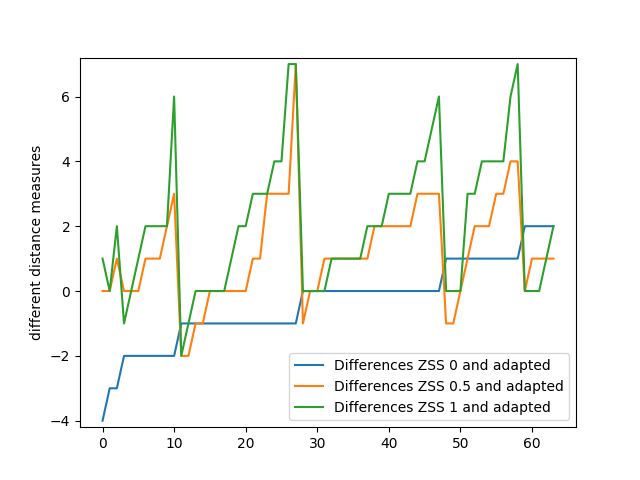 different distance measures
6
4
2
0
−2
−4
Differences ZSS 0 and adapted
Differences ZSS 0.5 and adapted
Differences ZSS 1 and adapted
0 10 20 30 40 50 60